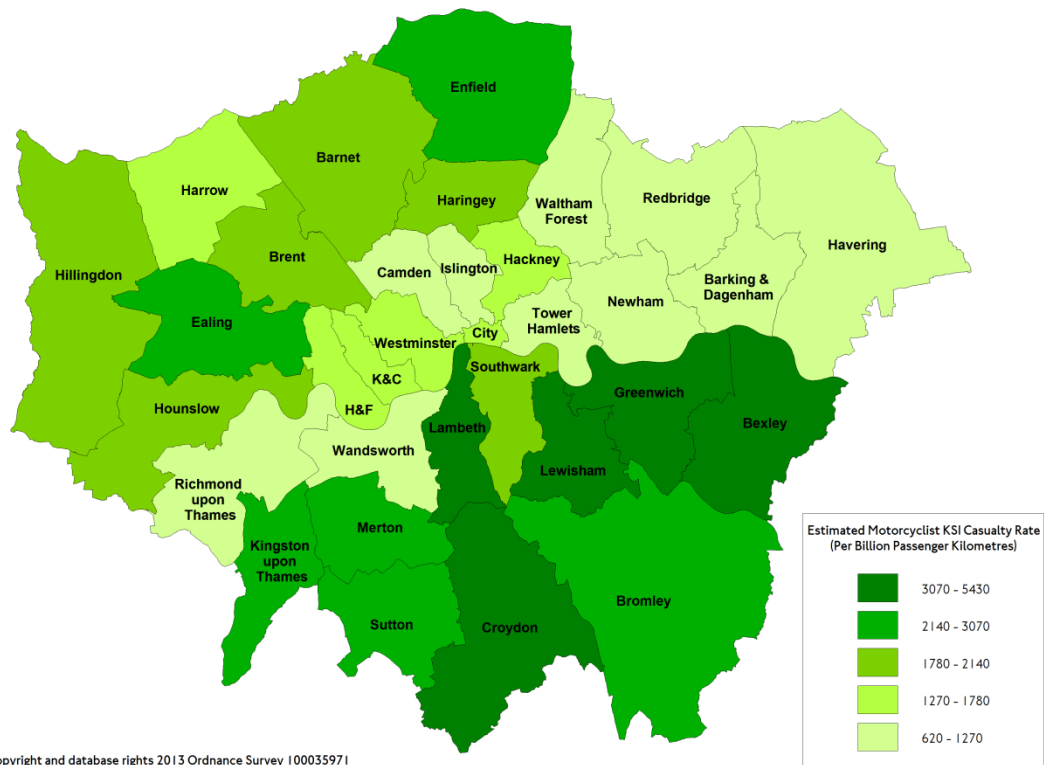 Enfield
Barnet
Harrow
Haringey
Waltham
Forest
Redbridge
Havering
Hillingdon
Brent
Camden
Islington
Hackney
Barking &
Dagenham
Newham
Tower
Hamlets
Ealing
City
Westminster
K&C
Southwark
H&F
Hounslow
Greenwich
Lambeth
Bexley
Wandsworth
Lewisham
Richmond
upon
Thames
Merton
Kingston
upon
Thames
Bromley
Sutton
Croydon
Estimated Motorcyclist KSI Casualty Rate
(Per Billion Passenger Kilometres)
3070 - 5430
2140 - 3070
1780 - 2140
1270 - 1780
620 - 1270
opyright and database rights 2013 Ordnance Survey 100035971